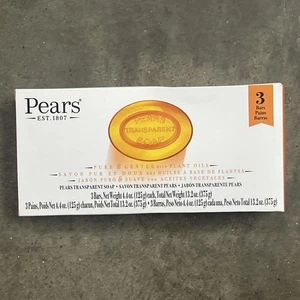 Pears®
EST. 1807
PEARS
TRANSPARENT
SOAP
3
Bars
Pains
Barras
PURE & GENTLE WITH PLANT OILS
SAVON PUR ET DOUX AUX HUILES À BASE DE PLANTES
JABÓN PURO & SUAVE CON ACEITES VEGETALES
PEARS TRANSPARENT SOAP • SAVON TRANSPARENT PEARS • JABÓN TRANSPARENTE PEARS
3 Bars, Net Weight 4.4 oz. (125 g) each, Total Net Weight 13.2 oz. (375 g)
3 Pains, Poids Net 4.4 oz. (125 g) chacun, Poids Net Total 13.2 oz. (375 g) • 3 Barras, Peso Neto 4.4 oz. (125 g) cada una, Peso Neto Total 13.2 oz. (375 g)